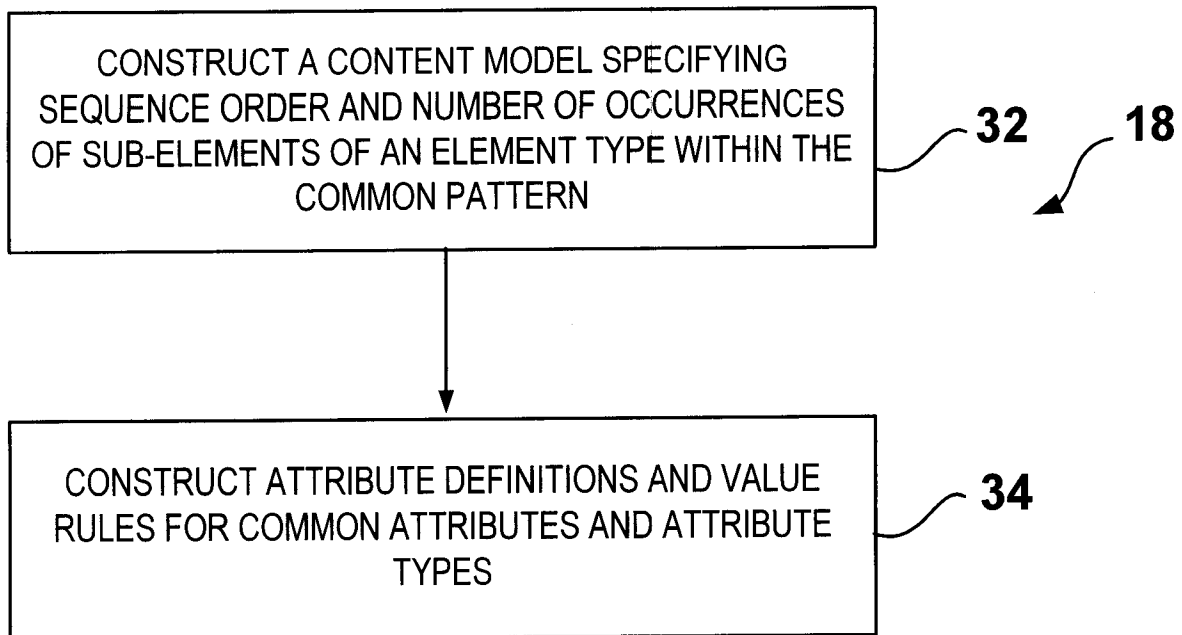 CONSTRUCT A CONTENT MODEL SPECIFYING
SEQUENCE ORDER AND NUMBER OF OCCURRENCES
OF SUB-ELEMENTS OF AN ELEMENT TYPE WITHIN THE
COMMON PATTERN
32
18
CONSTRUCT ATTRIBUTE DEFINITIONS AND VALUE
RULES FOR COMMON ATTRIBUTES AND ATTRIBUTE
TYPES
34